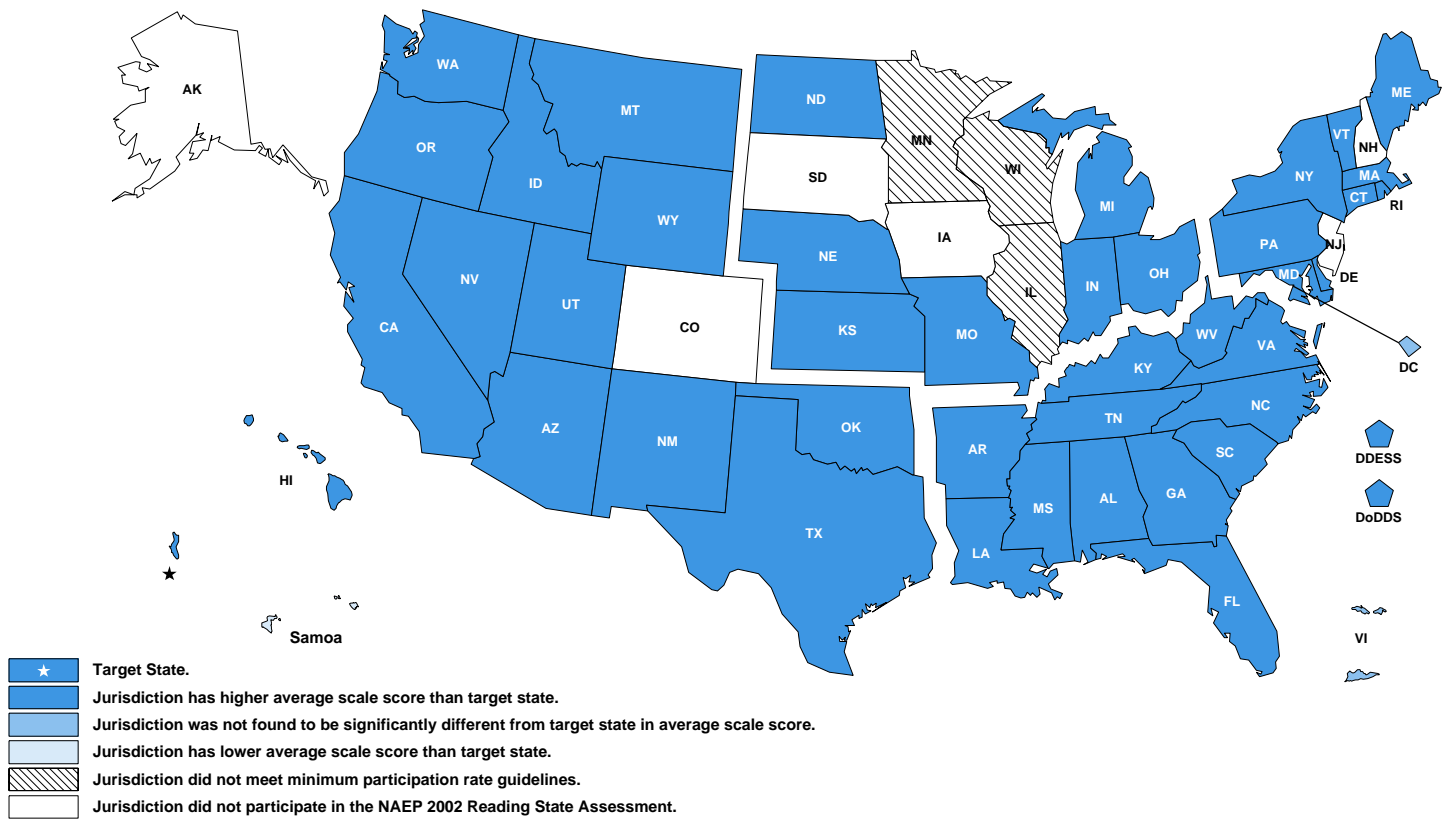 AK
WA
MT
ND
MN
ME
VT
NH
OR
ID
SD
WI
NY
MA
CT
RI
WY
MI
IA
PA
NJ
NV
NE
OH
DE
UT
IN
MD
IL
CA
CO
KS
MO
WV
VA
DC
KY
NC
TN
AZ
NM
OK
AR
SC
DDESS
HI
MS
AL
GA
DoDDS
TX
LA
FL
Samoa
VI
Target State.
Jurisdiction has higher average scale score than target state.
Jurisdiction was not found to be significantly different from target state in average scale score.
Jurisdiction has lower average scale score than target state.
Jurisdiction did not meet minimum participation rate guidelines.
Jurisdiction did not participate in the NAEP 2002 Reading State Assessment.